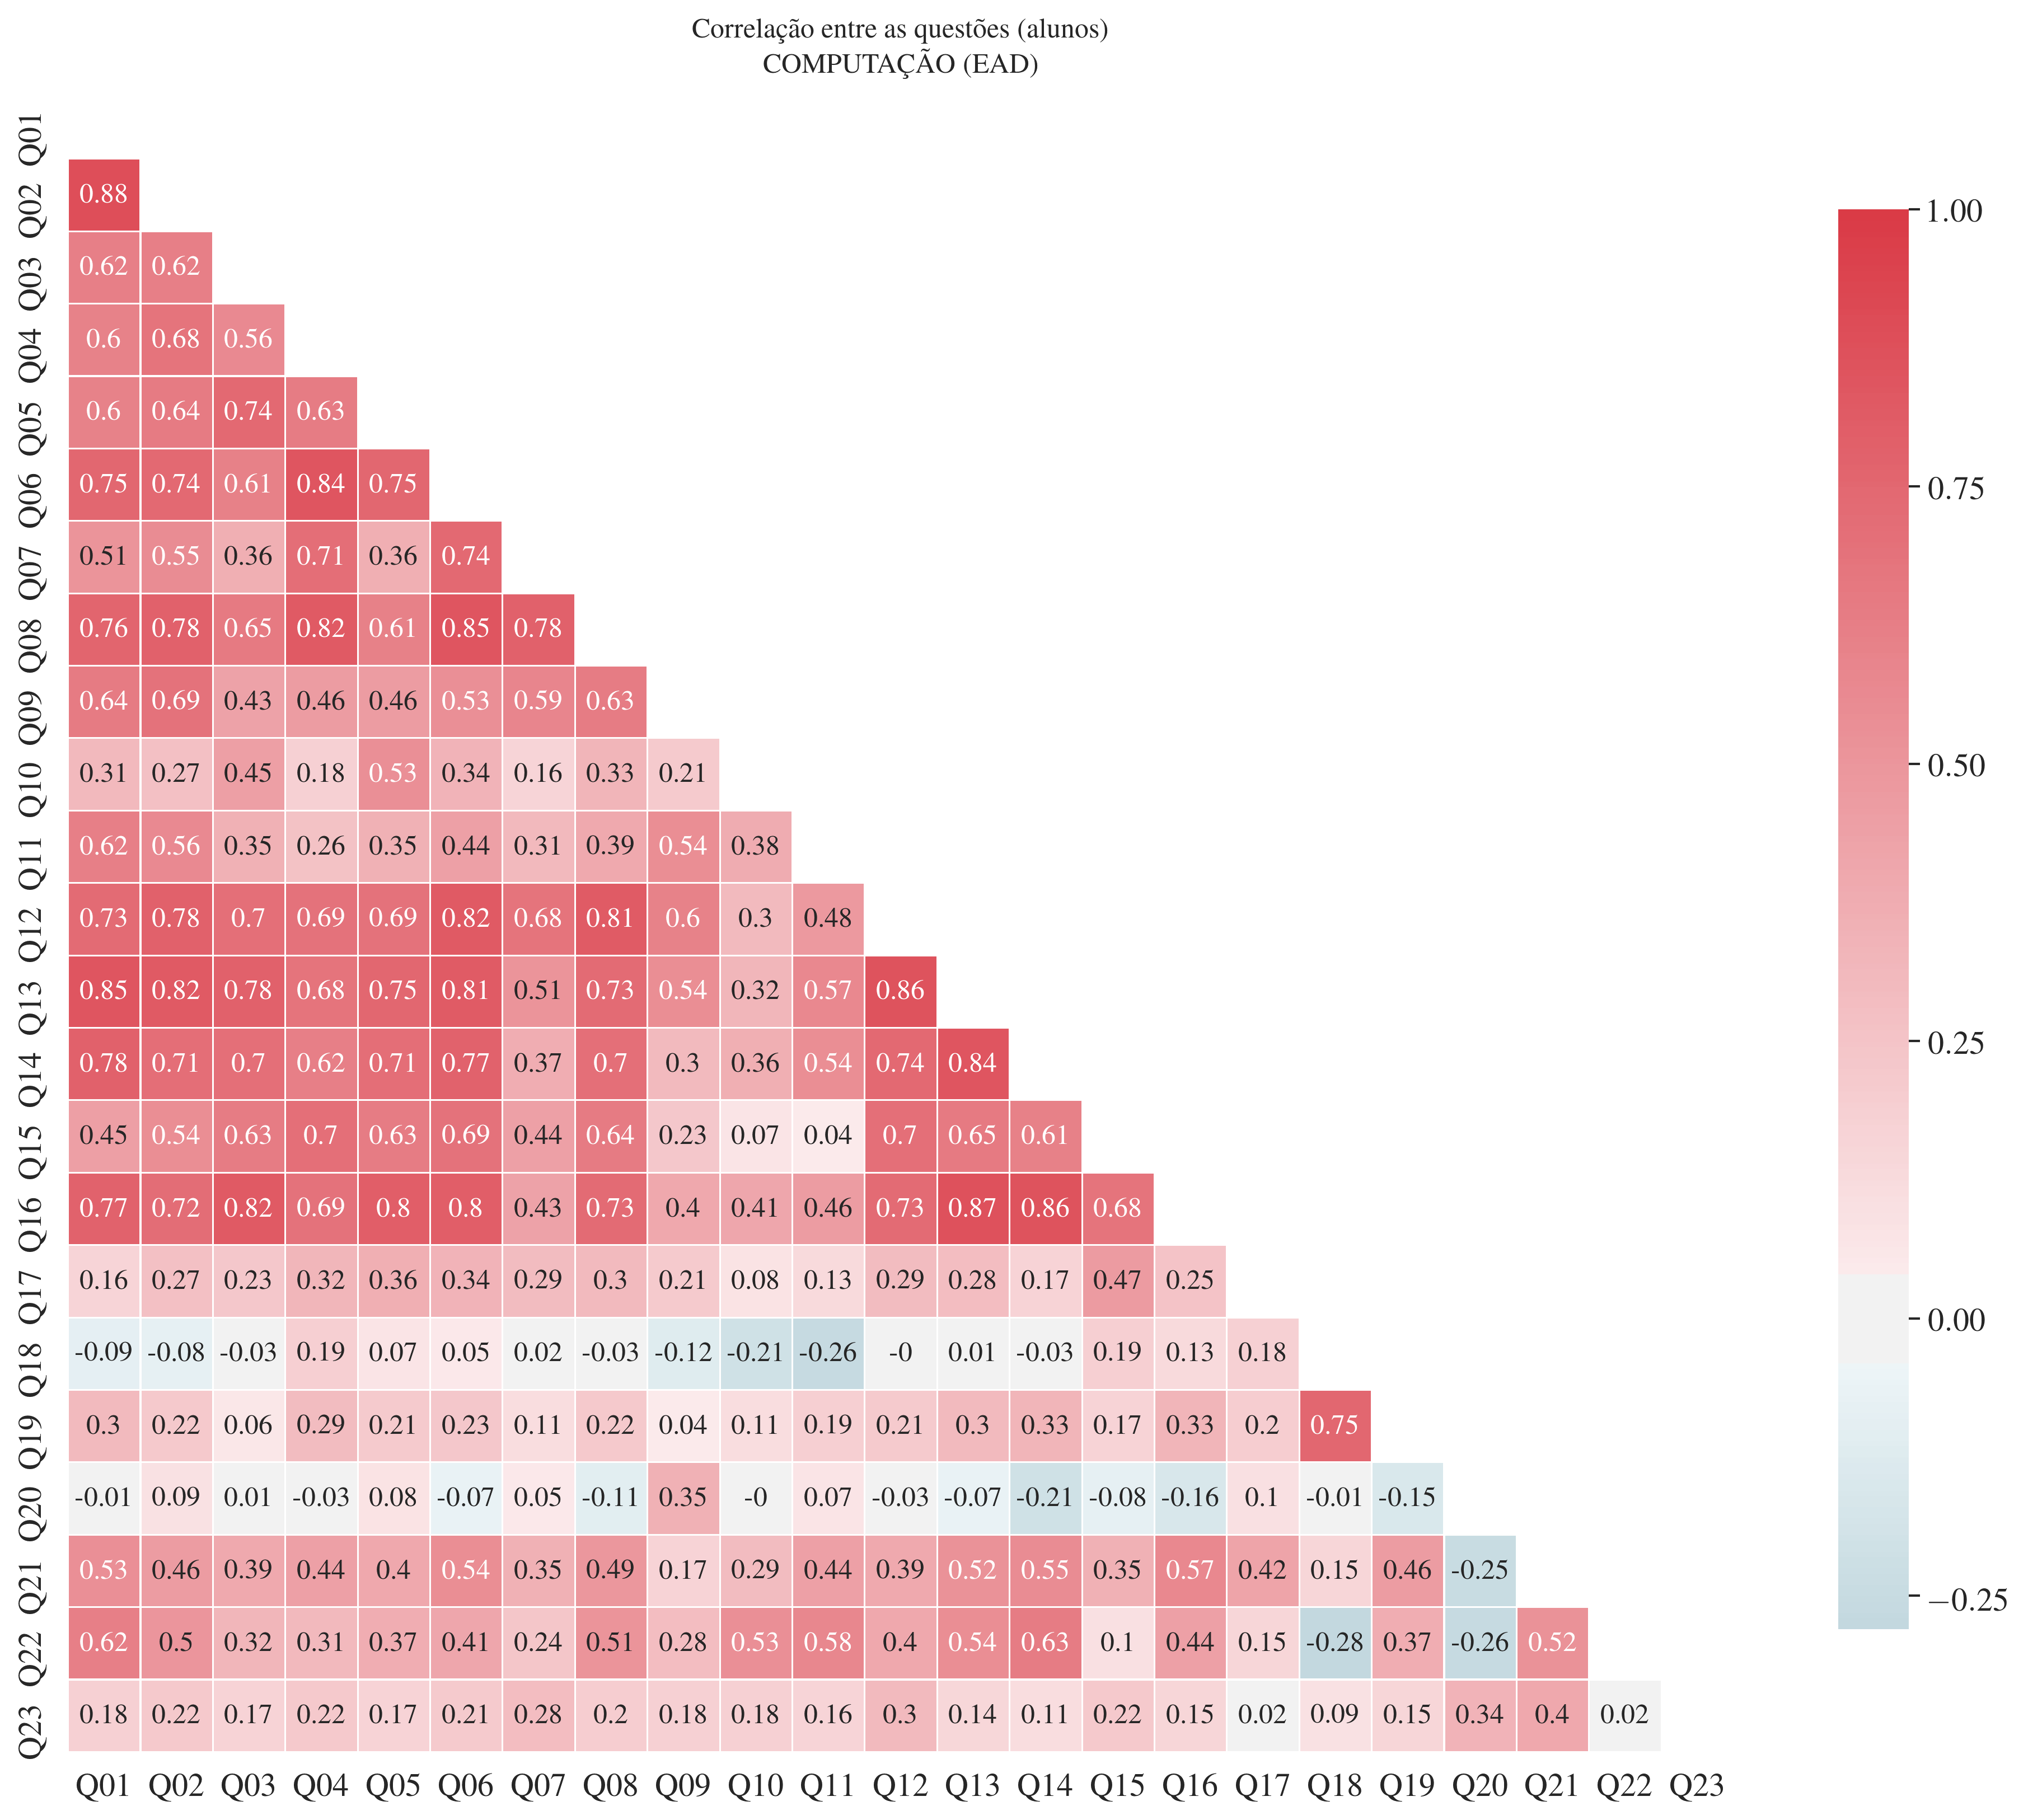 Correlação entre as questões (alunos)
COMPUTAÇÃO (EAD)
Q01
Q02 0.88
Q03 0.62 0.62
Q04 0.6 0.68 0.56
Q05 0.6 0.64 0.74 0.63
Q06 0.75 0.74 0.61 0.84 0.75
Q07 0.51 0.55 0.36 0.71 0.36 0.74
Q08 0.76 0.78 0.65 0.82 0.61 0.85 0.78
Q09 0.64 0.69 0.43 0.46 0.46 0.53 0.59 0.63
Q10 0.31 0.27 0.45 0.18 0.53 0.34 0.16 0.33 0.21
Q11 0.62 0.56 0.35 0.26 0.35 0.44 0.31 0.39 0.54 0.38
Q12 0.73 0.78 0.7 0.69 0.69 0.82 0.68 0.81 0.6 0.3 0.48
Q13 0.85 0.82 0.78 0.68 0.75 0.81 0.51 0.73 0.54 0.32 0.57 0.86
Q14 0.78 0.71 0.7 0.62 0.71 0.77 0.37 0.7 0.3 0.36 0.54 0.74 0.84
Q15 0.45 0.54 0.63 0.7 0.63 0.69 0.44 0.64 0.23 0.07 0.04 0.7 0.65 0.61
Q16 0.77 0.72 0.82 0.69 0.8 0.8 0.43 0.73 0.4 0.41 0.46 0.73 0.87 0.86 0.68
Q17 0.16 0.27 0.23 0.32 0.36 0.34 0.29 0.3 0.21 0.08 0.13 0.29 0.28 0.17 0.47 0.25
Q18 -0.09 -0.08 -0.03 0.19 0.07 0.05 0.02 -0.03 -0.12 -0.21 -0.26 -0 0.01 -0.03 0.19 0.13 0.18
Q19 0.3 0.22 0.06 0.29 0.21 0.23 0.11 0.22 0.04 0.11 0.19 0.21 0.3 0.33 0.17 0.33 0.2 0.75
Q20 -0.01 0.09 0.01 -0.03 0.08 -0.07 0.05 -0.11 0.35 -0 0.07 -0.03 -0.07 -0.21 -0.08 -0.16 0.1 -0.01 -0.15
Q21 0.53 0.46 0.39 0.44 0.4 0.54 0.35 0.49 0.17 0.29 0.44 0.39 0.52 0.55 0.35 0.57 0.42 0.15 0.46 -0.25
Q22 0.62 0.5 0.32 0.31 0.37 0.41 0.24 0.51 0.28 0.53 0.58 0.4 0.54 0.63 0.1 0.44 0.15 -0.28 0.37 -0.26 0.52
Q23 0.18 0.22 0.17 0.22 0.17 0.21 0.28 0.2 0.18 0.18 0.16 0.3 0.14 0.11 0.22 0.15 0.02 0.09 0.15 0.34 0.4 0.02
Q01 Q02 Q03 Q04 Q05 Q06 Q07 Q08 Q09 Q10 Q11 Q12 Q13 Q14 Q15 Q16 Q17 Q18 Q19 Q20 Q21 Q22 Q23
1.00
0.75
0.50
0.25
0.00
−0.25